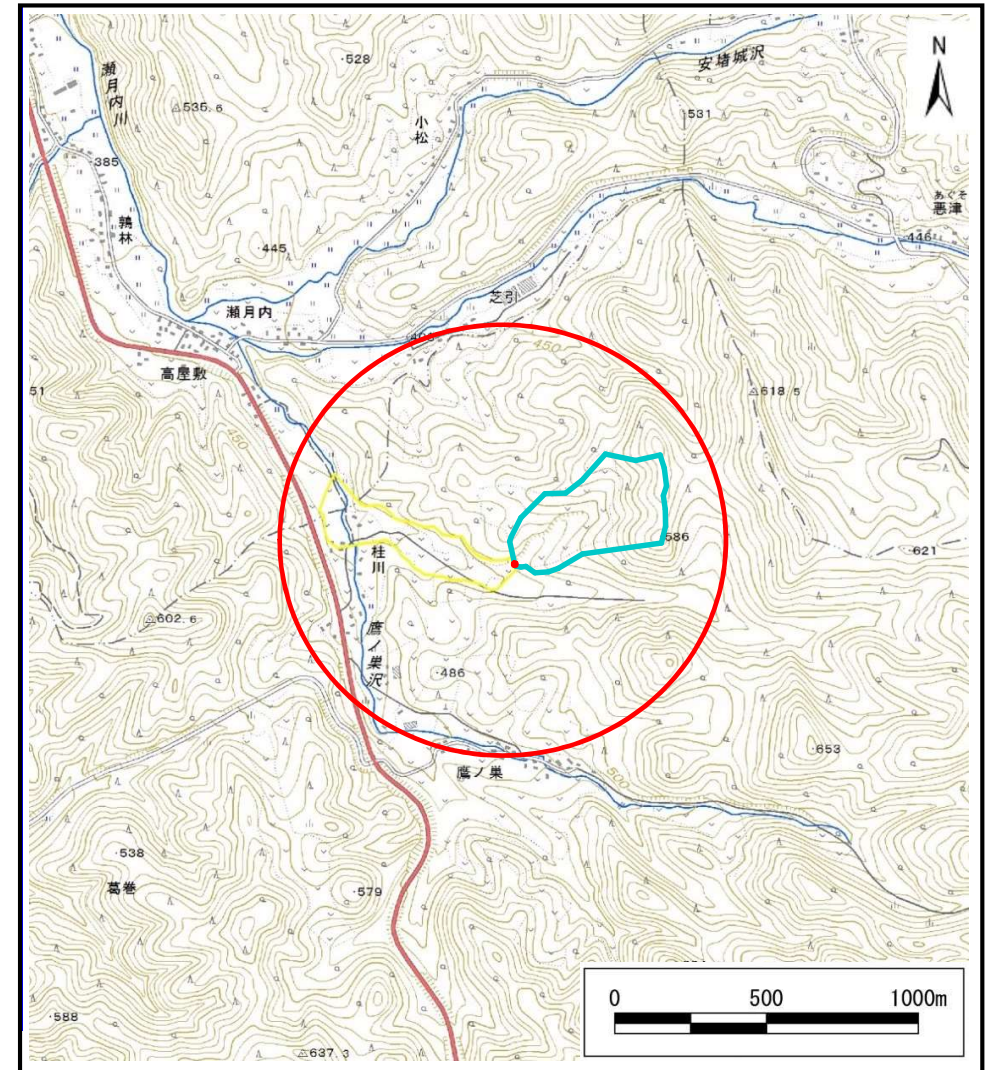 N
安堵城沢
・528
瀬月内川
△535.6
小松
・531
・385
あくそ
悪津
鶉林
・445
・446
芝引
瀬月内
高屋敷
450
△618.5
450
586
・621
桂川
△602.6
鷹ノ巣沢
・486
・653
鷹ノ巣
500
・538
葛巻
・579
・588
△637.3
0 500 1000m